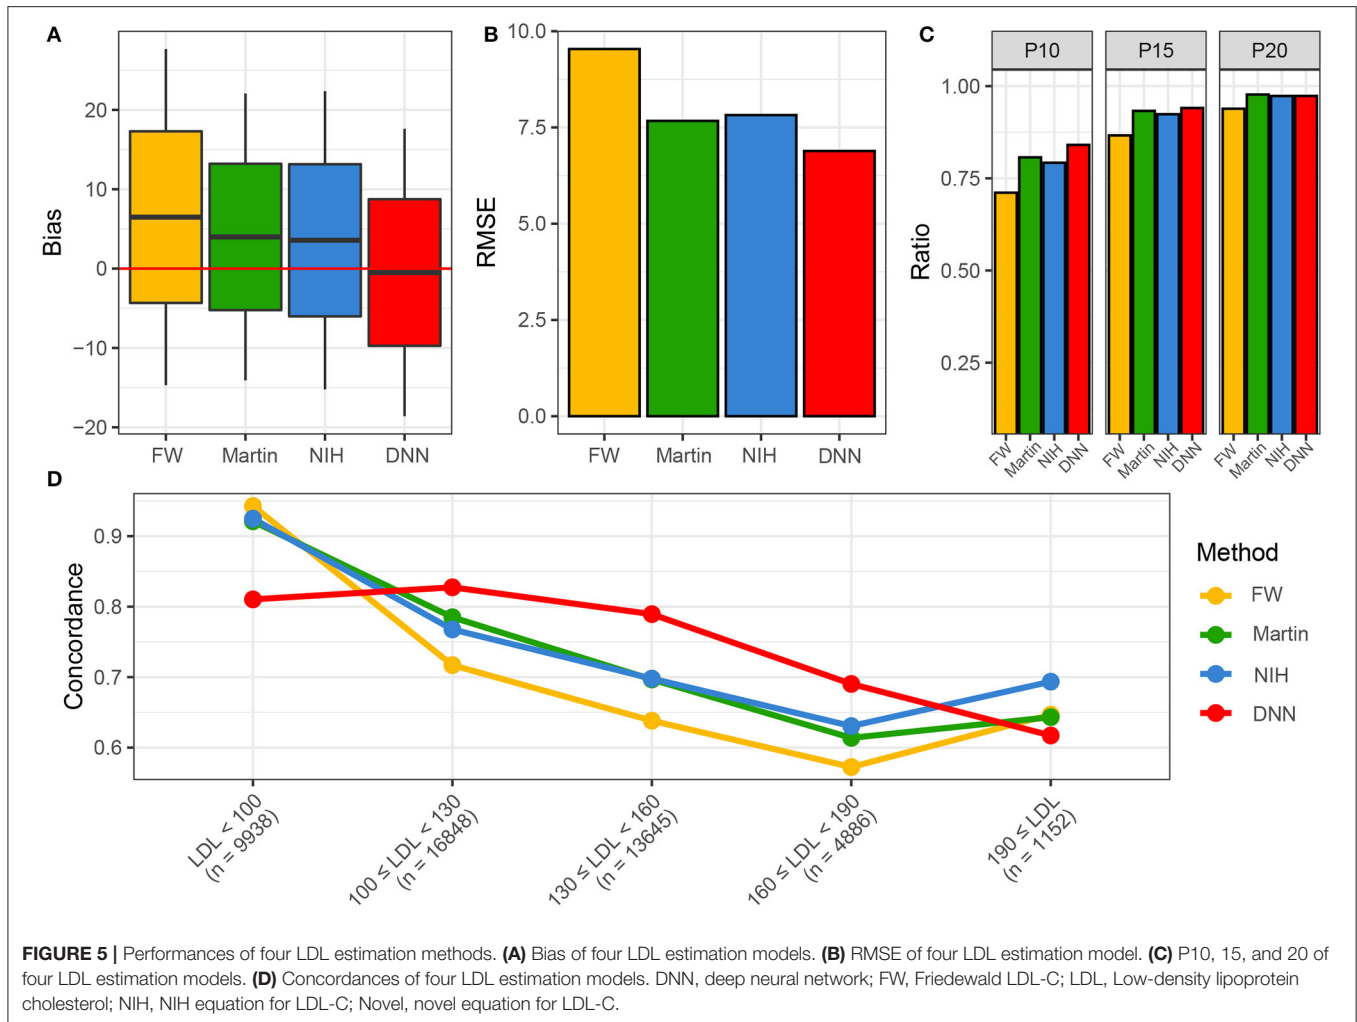 A
Bias
20
10
0
−10
−20
FW Martin NIH DNN
B
RMSE
10.0
7.5
5.0
2.5
0.0
FW Martin NIH DNN
C
Ratio
P10 P15 P20
1.00
0.75
0.50
0.25
FW Martin NIH DNN FW Martin NIH DNN FW Martin NIH DNN
D
Concordance
0.9
0.8
0.7
0.6
LDL < 100
(n = 9938)
100 ≤ LDL < 130
(n = 16848)
130 ≤ LDL < 160
(n = 13645)
160 ≤ LDL < 190
(n = 4886)
190 ≤ LDL
(n = 1152)
Method
FW
Martin
NIH
DNN
FIGURE 5 | Performances of four LDL estimation methods. (A) Bias of four LDL estimation models. (B) RMSE of four LDL estimation model. (C) P10, 15, and 20 of
four LDL estimation models. (D) Concordances of four LDL estimation models. DNN, deep neural network; FW, Friedewald LDL-C; LDL, Low-density lipoprotein
cholesterol; NIH, NIH equation for LDL-C; Novel, novel equation for LDL-C.